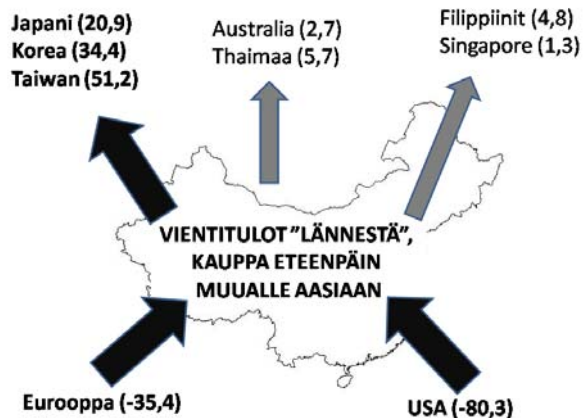 Japani (20,9)
Korea (34,4)
Taiwan (51,2)
Australia (2,7)
Thaimaa (5,7)
Filippiinit (4,8)
Singapore (1,3)
VIENTITULOT ”LÄNNESTÄ”,
KAUPPA ETEENPÄIN
MUUALLE AASIAAN
Eurooppa (-35,4)
USA (-80,3)